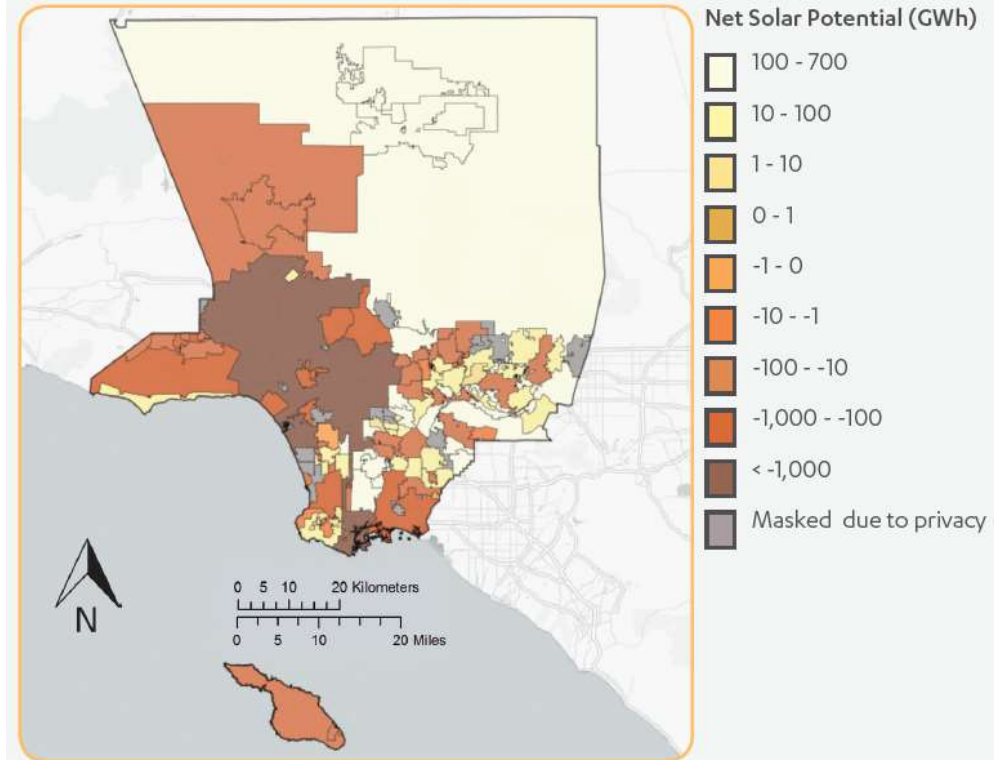 Net Solar Potential (GWh)
100 - 700
10 - 100
1 - 10
0 - 1
-1 - 0
-10 - -1
-100 - -10
-1,000 - -100
< -1,000
Masked due to privacy
N
0 5 10 20 Kilometers
0 5 10 20 Miles